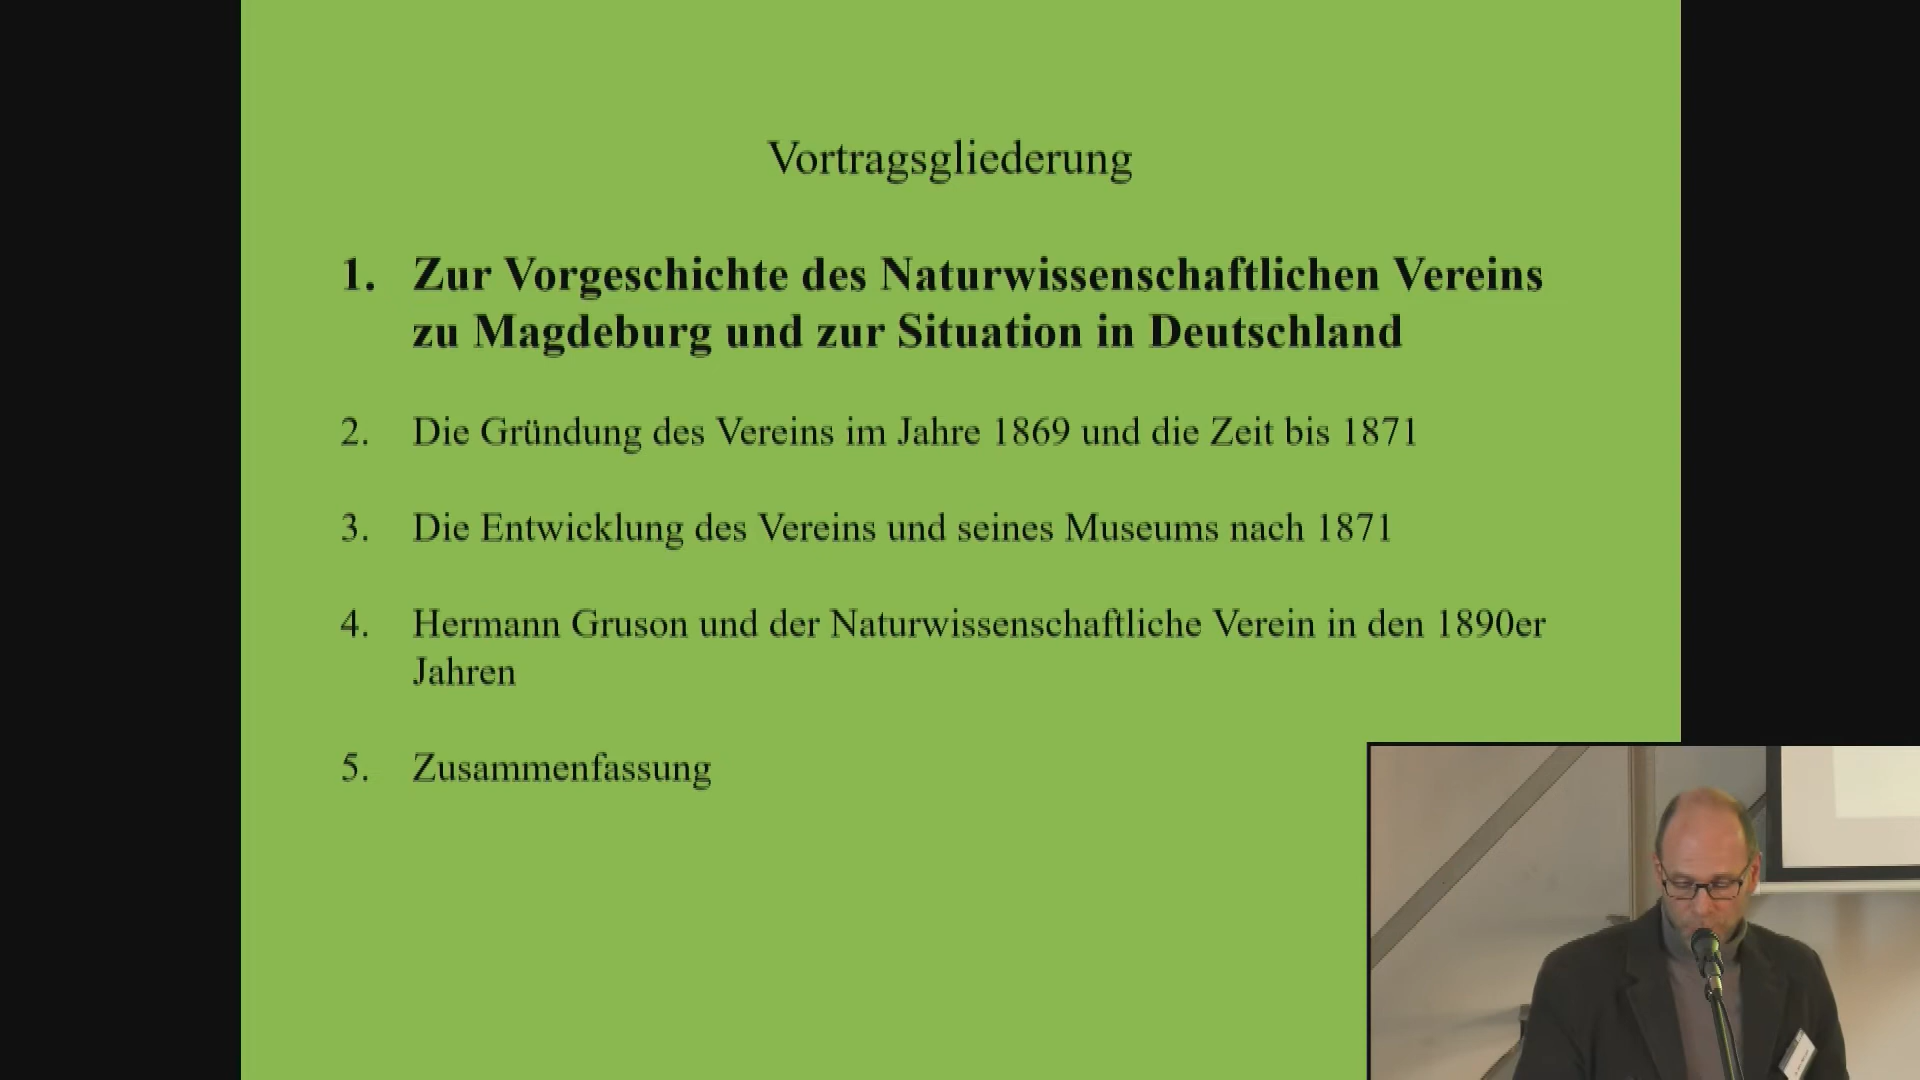 Vortragsgliederung
1. Zur Vorgeschichte des Naturwissenschaftlichen Vereins
zu Magdeburg und zur Situation in Deutschland
2. Die Gründung des Vereins im Jahre 1869 und die Zeit bis 1871
3. Die Entwicklung des Vereins und seines Museums nach 1871
4. Hermann Gruson und der Naturwissenschaftliche Verein in den 1890er
Jahren
5. Zusammenfassung